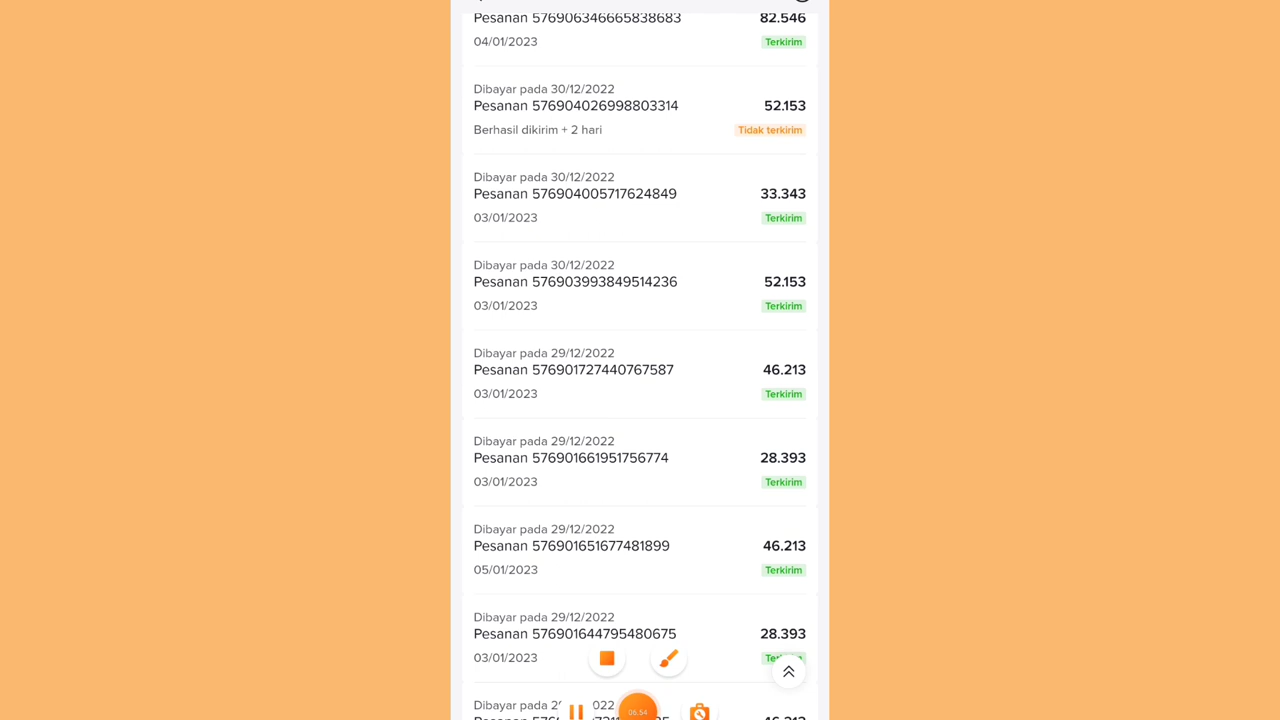 Pesanan 576906346665838683 82.546
04/01/2023 Terkirim
Dibayar pada 30/12/2022
Pesanan 576904026998803314 52.153
Berhasil dikirim + 2 hari Tidak terkirim
Dibayar pada 30/12/2022
Pesanan 576904005717624849 33.343
03/01/2023 Terkirim
Dibayar pada 30/12/2022
Pesanan 576903993849514236 52.153
03/01/2023 Terkirim
Dibayar pada 29/12/2022
Pesanan 576901727440767587 46.213
03/01/2023 Terkirim
Dibayar pada 29/12/2022
Pesanan 576901661951756774 28.393
03/01/2023 Terkirim
Dibayar pada 29/12/2022
Pesanan 576901651677481899 46.213
05/01/2023 Terkirim
Dibayar pada 29/12/2022
Pesanan 576901644795480675 28.393
03/01/2023
Dibayar pada
05:54